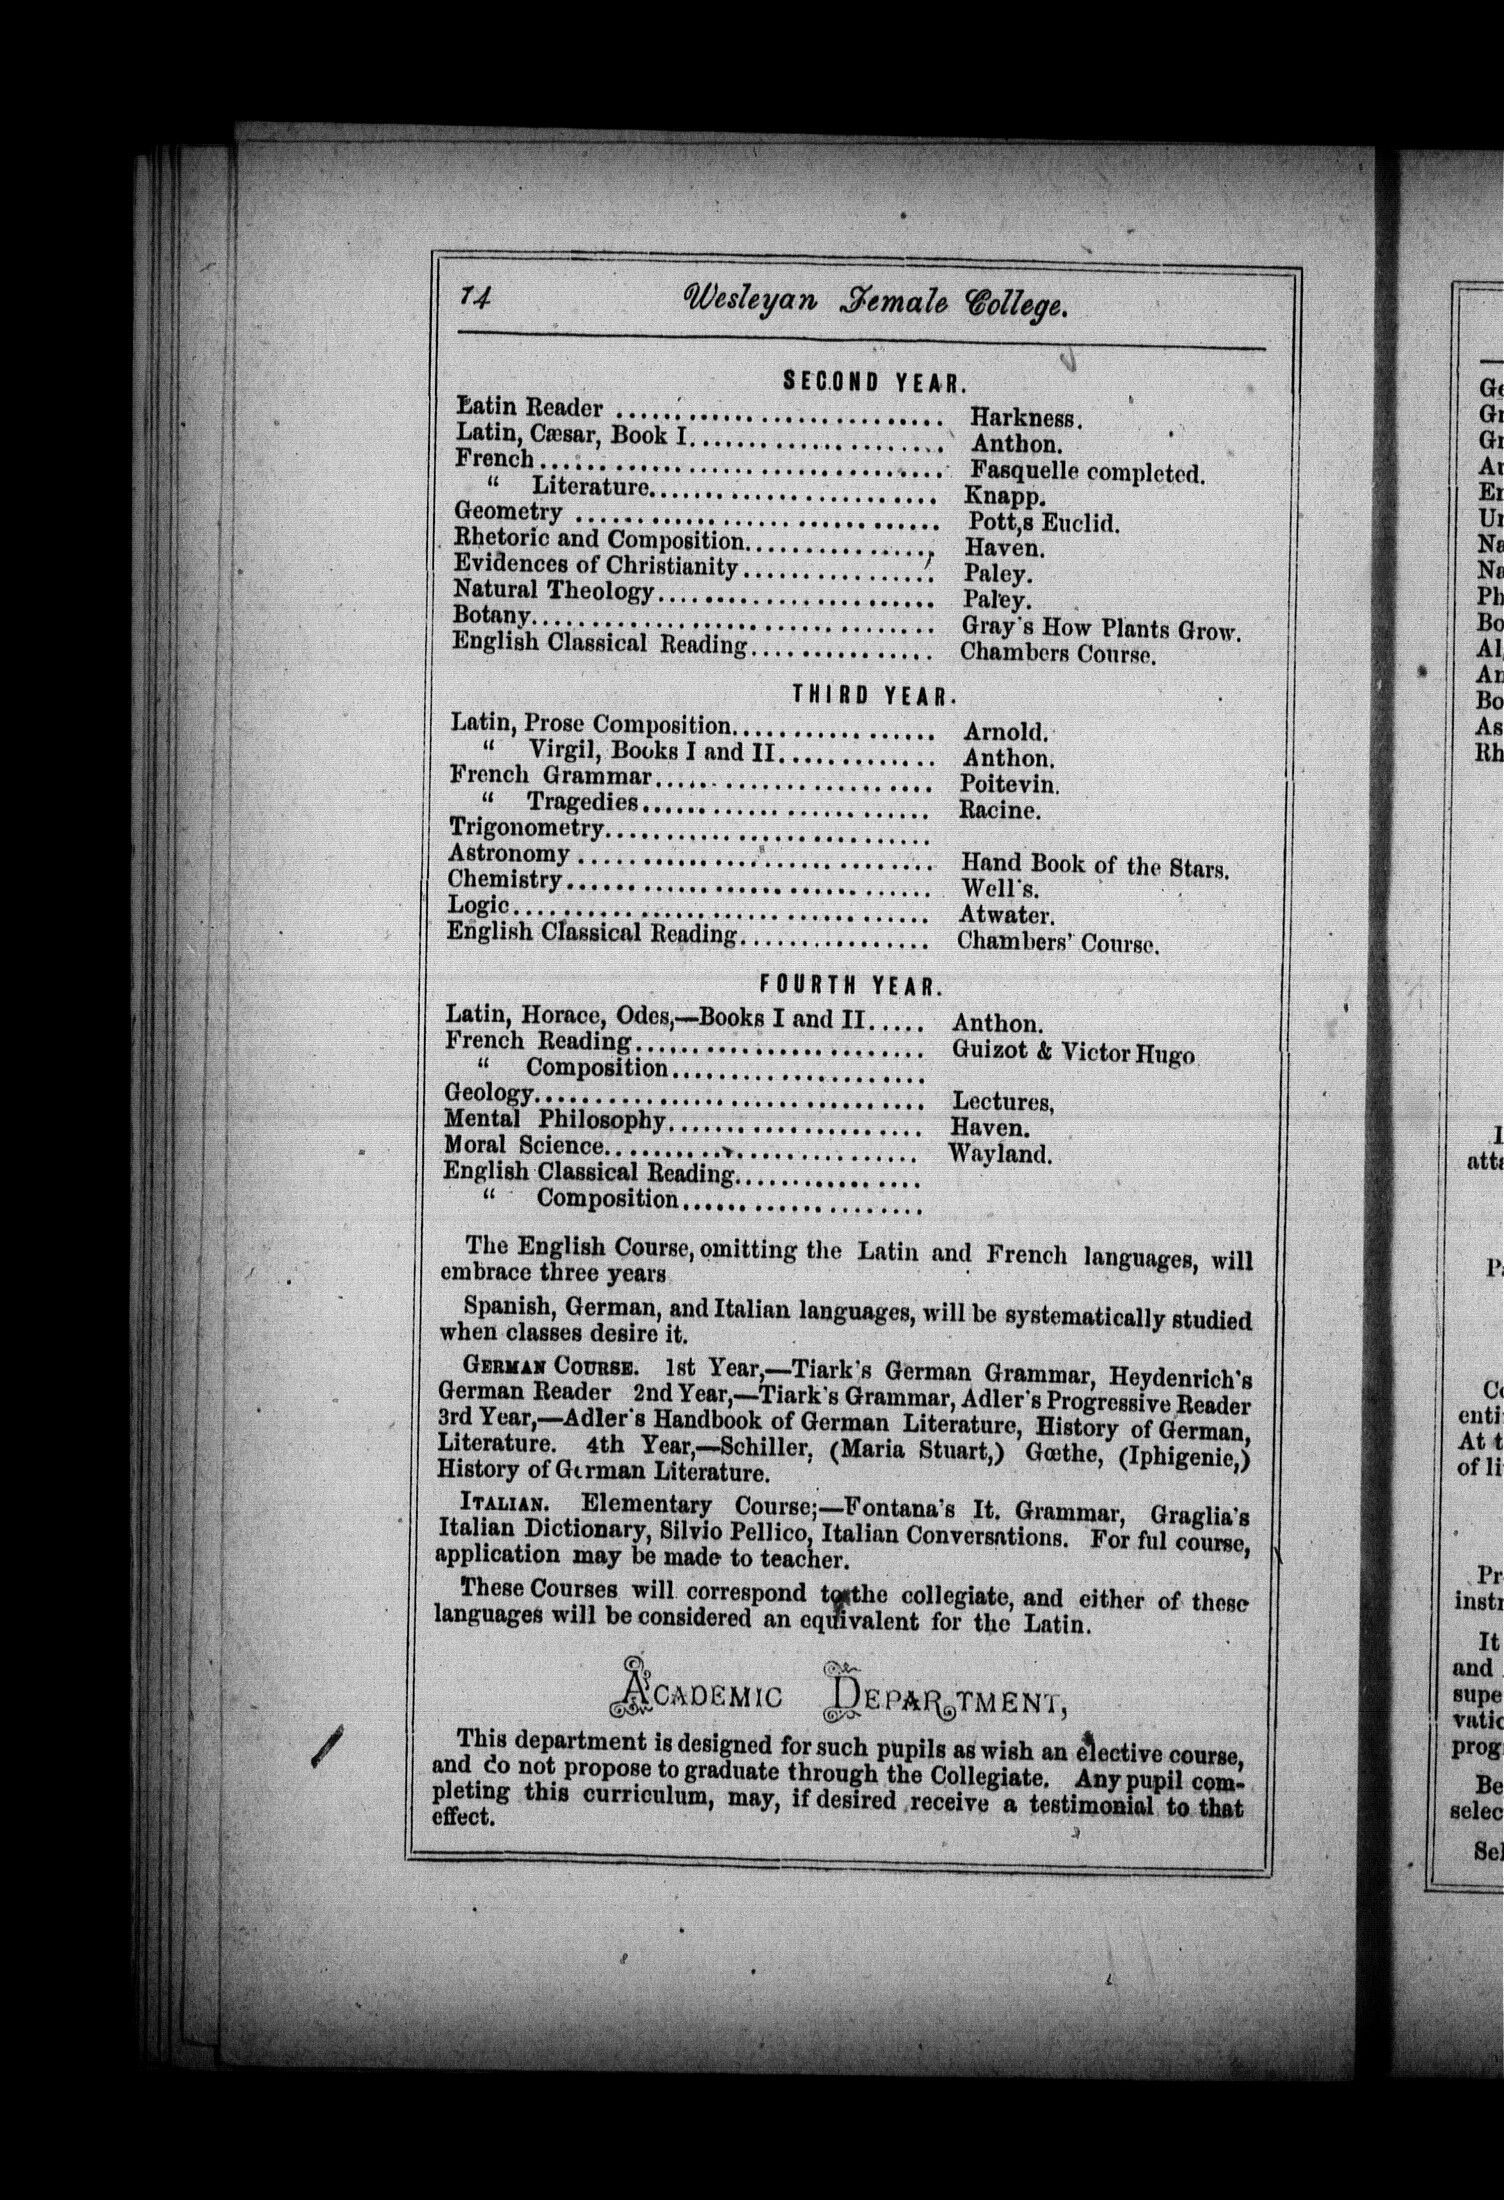 14 Wesleyan Female College.
SECOND YEAR.
Latin Reader .............................. Harkness.
Latin, Cæsar, Book I....................... Anthon.
French..................................... Fasquelle completed.
“ Literature......................... Knapp.
Geometry .................................. Pott,s Euclid.
Rhetoric and Composition................. Haven.
Evidences of Christianity................. Paley.
Natural Theology......................... Paley.
Botany.................................... Gray's How Plants Grow.
English Classical Reading................ Chambers Course.
THIRD YEAR.
Latin, Prose Composition.................. Arnold.
“ Virgil, Books I and II............. Anthon.
French Grammar......................... Poitevin.
“ Tragedies......................... Racine.
Trigonometry............................
Astronomy ............................... Hand Book of the Stars.
Chemistry................................ Well's.
Logic.................................... Atwater.
English Classical Reading................ Chambers' Course.
FOURTH YEAR.
Latin, Horace, Odes,—Books I and II..... Anthon.
French Reading.......................... Guizot & Victor Hugo
“ Composition......................
Geology.................................. Lectures,
Mental Philosophy...................... Haven.
Moral Science............................ Wayland.
English Classical Reading................
“ Composition......................
The English Course, omitting the Latin and French languages, will
embrace three years
Spanish, German, and Italian languages, will be systematically studied
when classes desire it.
German Course. 1st Year,—Tiark's German Grammar, Heydenrich's
German Reader 2nd Year,—Tiark's Grammar, Adler's Progressive Reader
3rd Year,—Adler's Handbook of German Literature, History of German,
Literature. 4th Year,—Schiller, (Maria Stuart,) Gœthe, (Iphigenie,)
History of German Literature.
Italian. Elementary Course;—Fontana's It. Grammar, Graglia's
Italian Dictionary, Silvio Pellico, Italian Conversations. For ful course,
application may be made to teacher.
These Courses will correspond to the collegiate, and either of these
languages will be considered an equivalent for the Latin.
Academic Department,
This department is designed for such pupils as wish an elective course,
and do not propose to graduate through the Collegiate. Any pupil com-
pleting this curriculum, may, if desired receive a testimonial to that
effect.